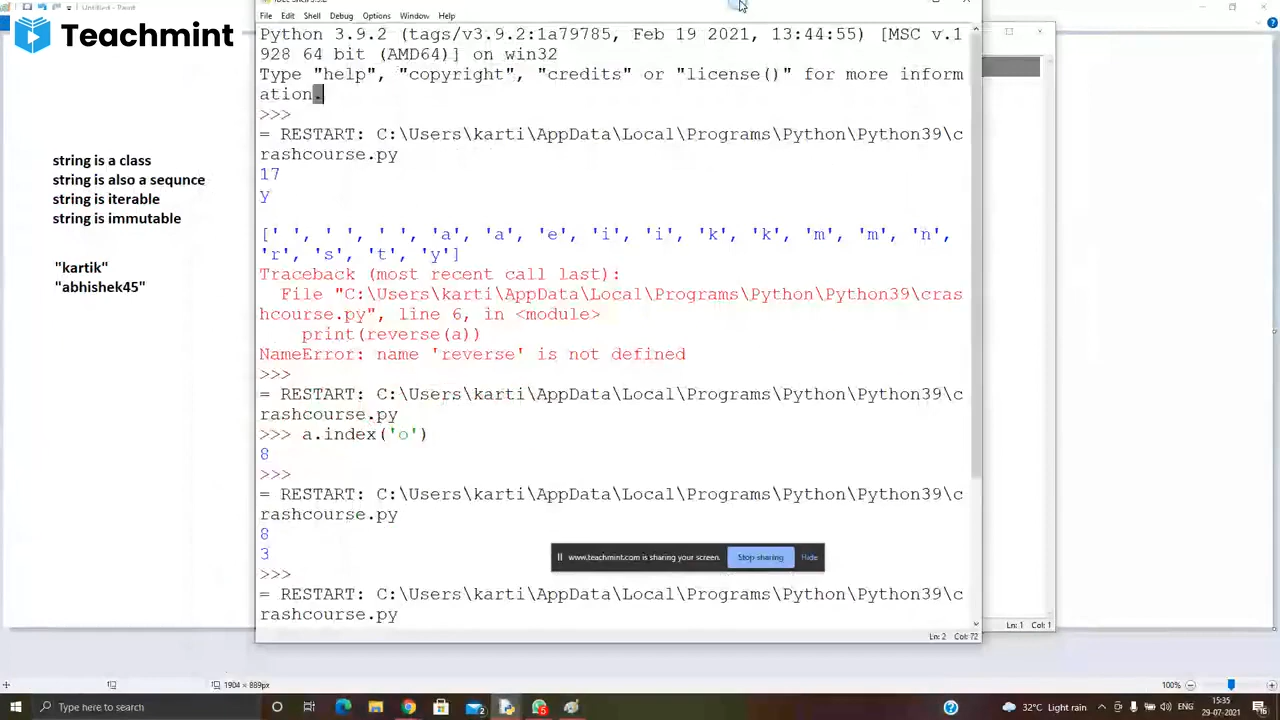 Untitled - Paint
Teachmint
string is a class
string is also a sequnce
string is iterable
string is immutable
"kartik"
"abhishek45"
File Edit Shell Debug Options Window Help
Python 3.9.2 (tags/v3.9.2:1a79785, Feb 19 2021, 13:44:55) [MSC v.1
928 64 bit (AMD64)] on win32
Type "help", "copyright", "credits" or "license()" for more inform
ation.
>>>
= RESTART: C:\Users\karti\AppData\Local\Programs\Python\Python39\c
rashcourse.py
17
y
[' ', ' ', ' ', 'a', 'a', 'e', 'i', 'i', 'k', 'k', 'm', 'm', 'n',
'r', 's', 't', 'y']
Traceback (most recent call last):
File "C:\Users\karti\AppData\Local\Programs\Python\Python39\cras
hcourse.py", line 6, in <module>
print(reverse(a))
NameError: name 'reverse' is not defined
>>>
= RESTART: C:\Users\karti\AppData\Local\Programs\Python\Python39\c
rashcourse.py
>>> a.index('o')
8
>>>
= RESTART: C:\Users\karti\AppData\Local\Programs\Python\Python39\c
rashcourse.py
8
3
>>>
= RESTART: C:\Users\karti\AppData\Local\Programs\Python\Python39\c
rashcourse.py
www.teachmint.com is sharing your screen. Stop sharing Hide
Ln: 2 Col: 72
Ln: 1 Col: 1
1904 × 889px
100%
Type here to search
32°C Light rain
15:35
29-07-2021